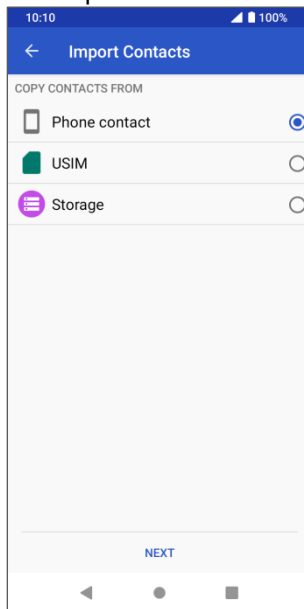 10:10 100%
Import Contacts
COPY CONTACTS FROM
Phone contact
USIM
Storage
NEXT